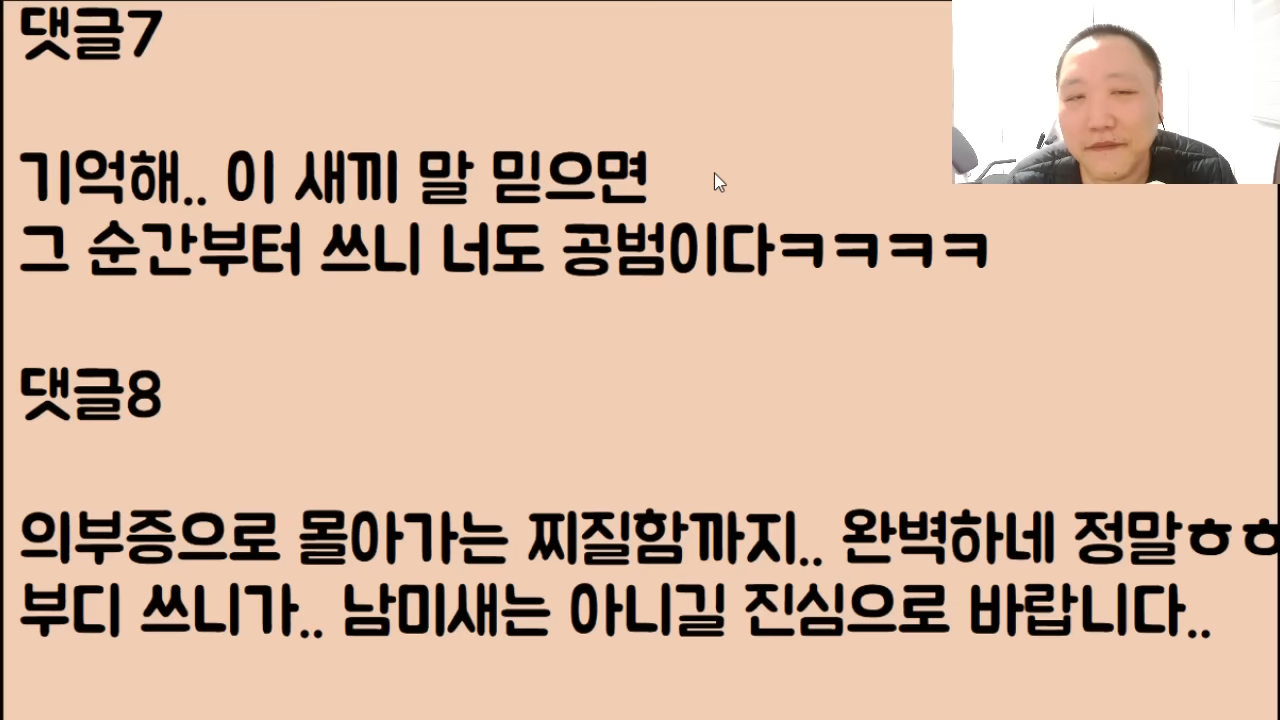 댓글7
기억해.. 이 새끼 말 믿으면
그 순간부터 쓰니 너도 공범이다ㅋㅋㅋㅋ
댓글8
의부증으로 몰아가는 찌질함까지.. 완벽하네 정말ㅎㅎ
부디 쓰니가.. 남미새는 아니길 진심으로 바랍니다..